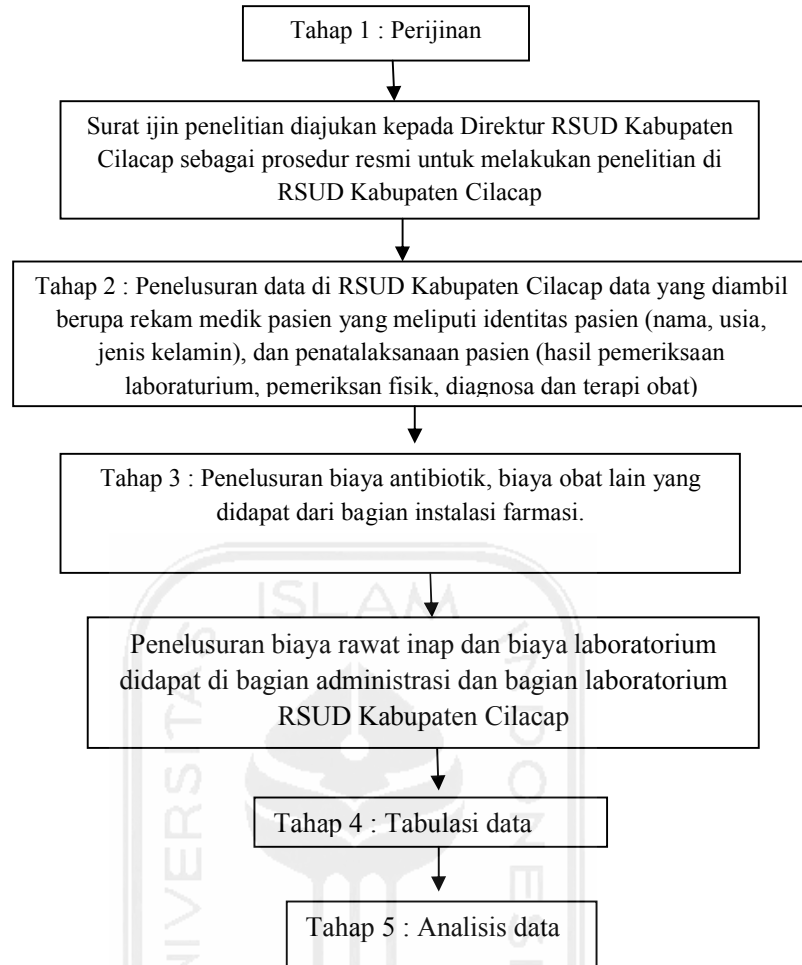 Tahap 1 : Perijinan
Surat ijin penelitian diajukan kepada Direktur RSUD Kabupaten
Cilacap sebagai prosedur resmi untuk melakukan penelitian di
RSUD Kabupaten Cilacap
Tahap 2 : Penelusuran data di RSUD Kabupaten Cilacap data yang diambil
berupa rekam medik pasien yang meliputi identitas pasien (nama, usia,
jenis kelamin), dan penatalaksanaan pasien (hasil pemeriksaan
laboraturium, pemeriksan fisik, diagnosa dan terapi obat)
Tahap 3 : Penelusuran biaya antibiotik, biaya obat lain yang
didapat dari bagian instalasi farmasi.
ISLAM
Penelusuran biaya rawat inap dan biaya laboratorium
didapat di bagian administrasi dan bagian laboratorium
RSUD Kabupaten Cilacap
Tahap 4 : Tabulasi data
Tahap 5 : Analisis data